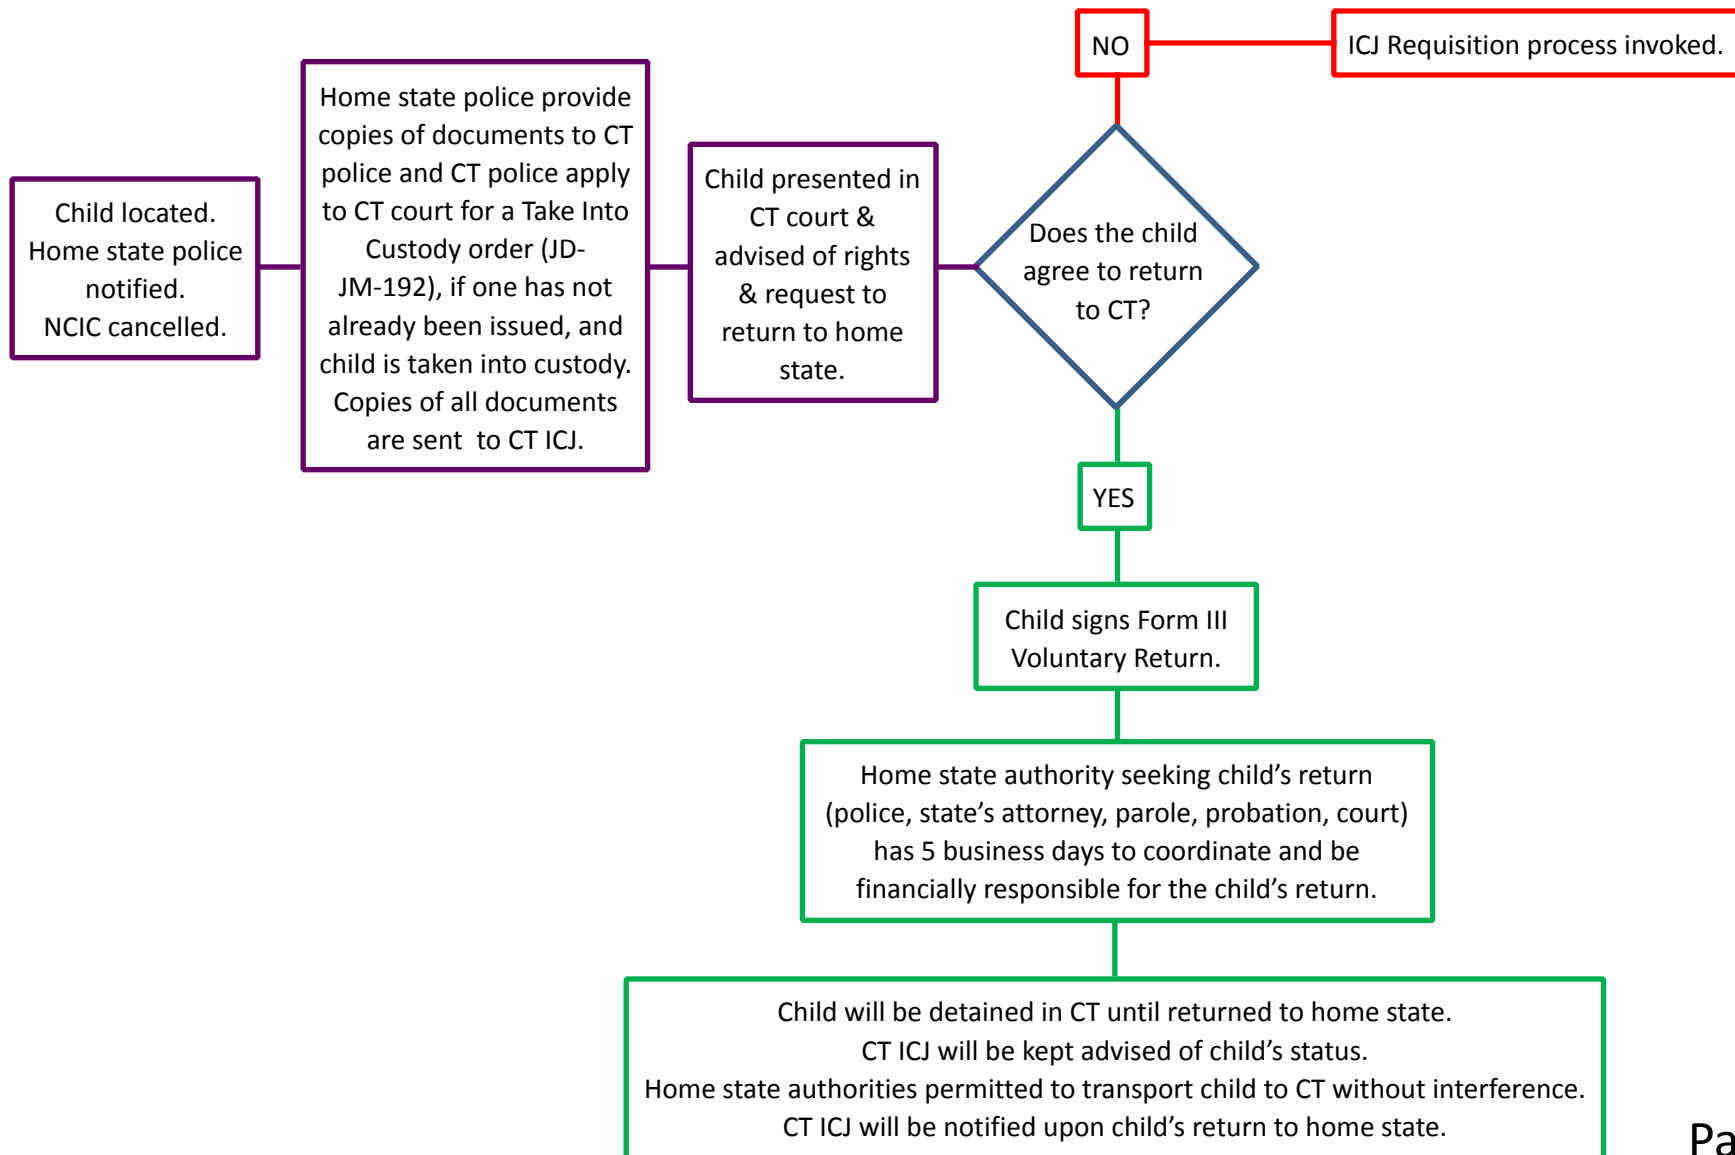 Child located.
Home state police
notified.
NCIC cancelled.
Home state police provide
copies of documents to CT
police and CT police apply
to CT court for a Take Into
Custody order (JD-
JM-192), if one has not
already been issued, and
child is taken into custody.
Copies of all documents
are sent to CT ICJ.
Child presented in
CT court &
advised of rights
& request to
return to home
state.
Does the child
agree to return
to CT?
NO
ICJ Requisition process invoked.
YES
Child signs Form III
Voluntary Return.
Home state authority seeking child’s return
(police, state’s attorney, parole, probation, court)
has 5 business days to coordinate and be
financially responsible for the child’s return.
Child will be detained in CT until returned to home state.
CT ICJ will be kept advised of child’s status.
Home state authorities permitted to transport child to CT without interference.
CT ICJ will be notified upon child’s return to home state.
Pa